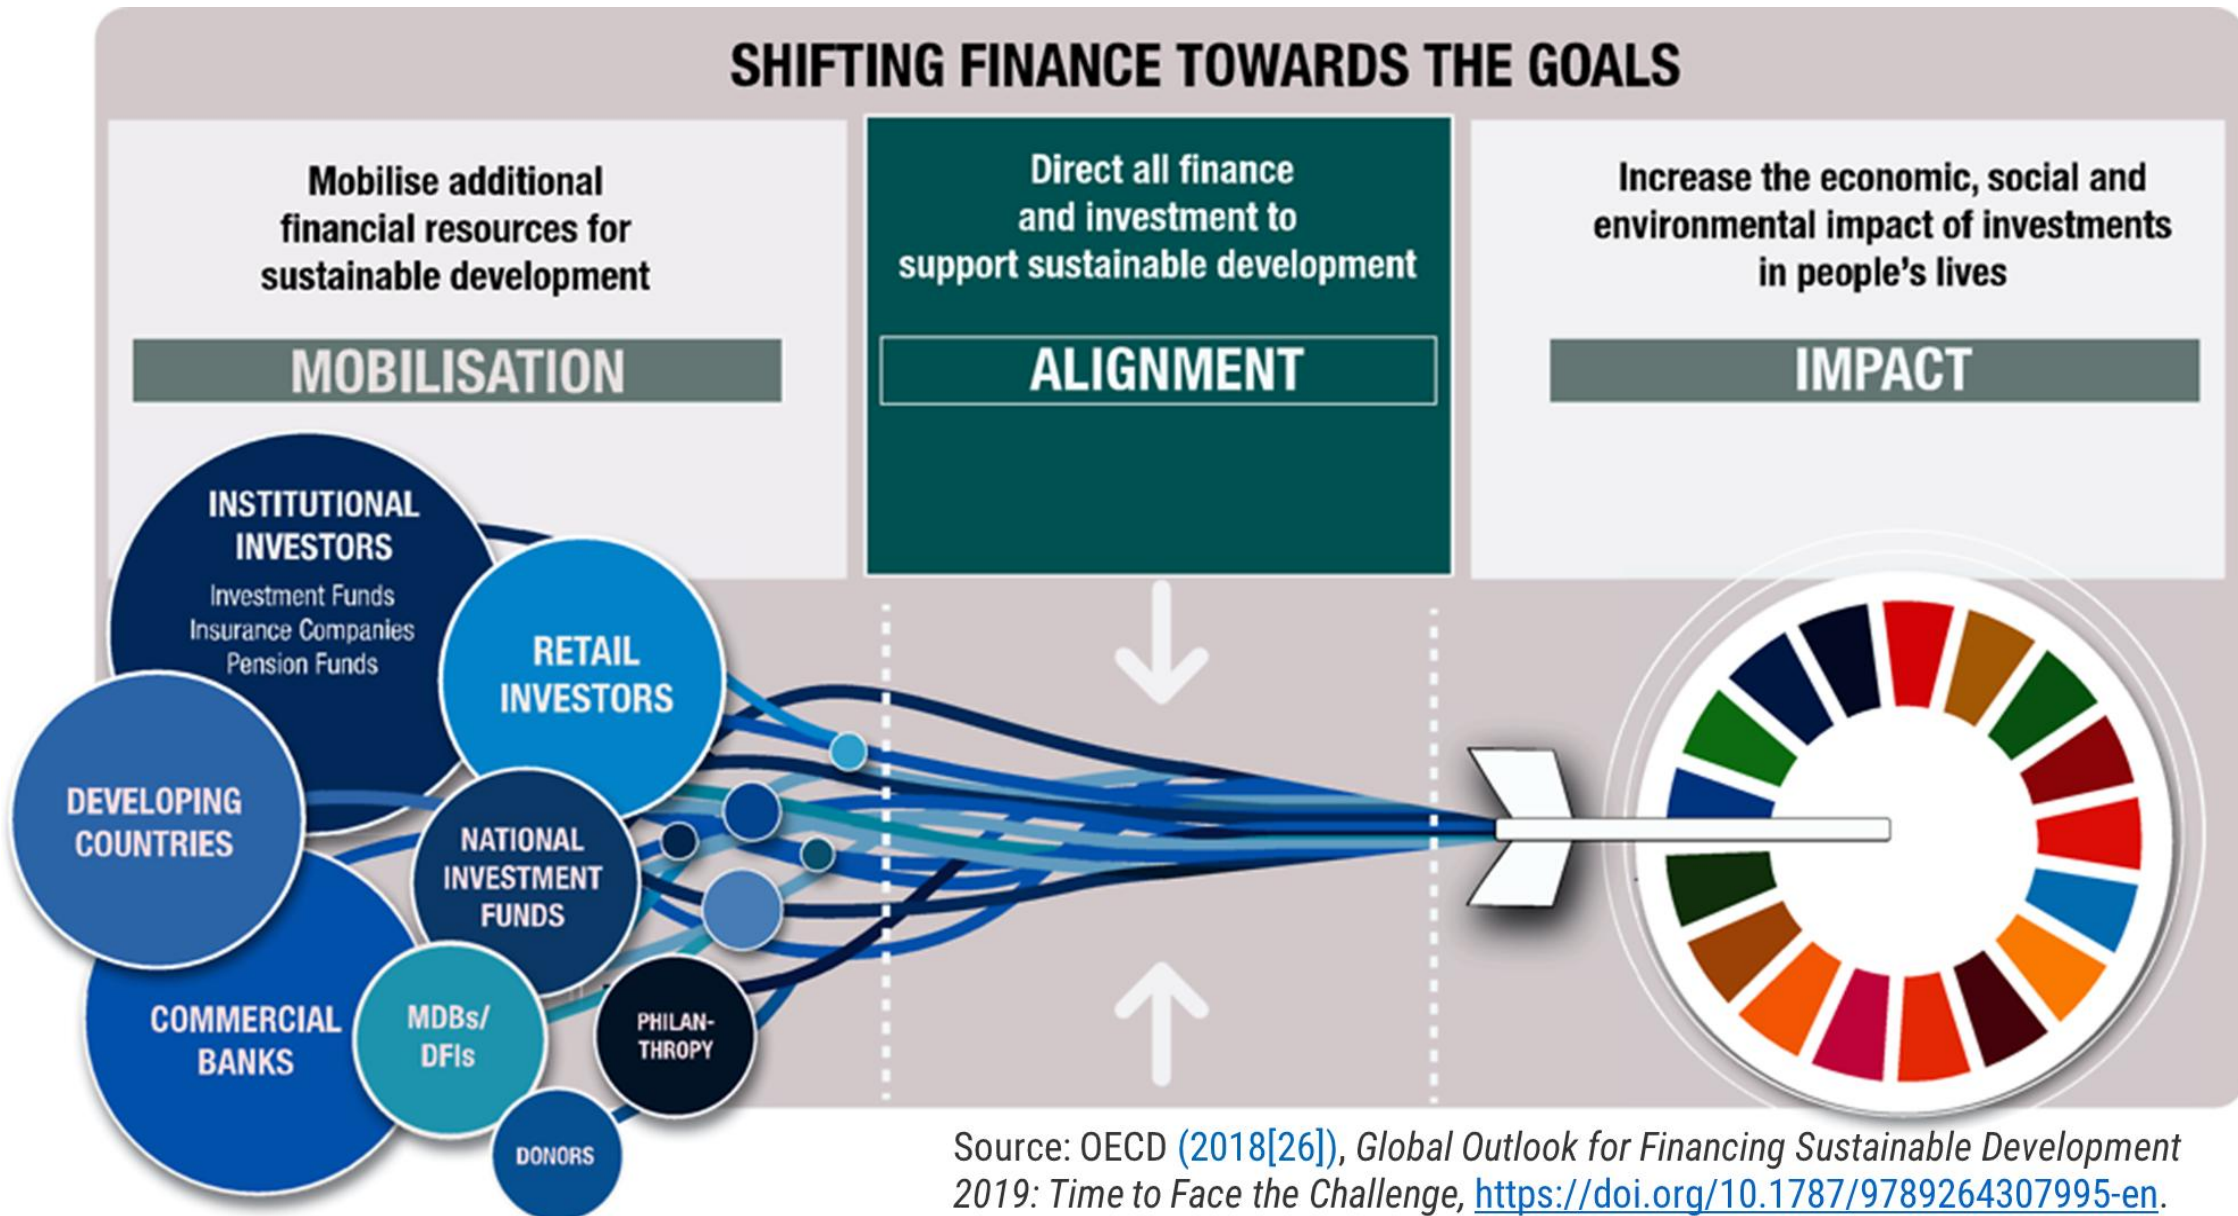 SHIFTING FINANCE TOWARDS THE GOALS
Mobilise additional
financial resources for
sustainable development
MOBILISATION
Direct all finance
and investment to
support sustainable development
ALIGNMENT
Increase the economic, social and
environmental impact of investments
in people's lives
IMPACT
INSTITUTIONAL
INVESTORS
Investment Funds
Insurance Companies
Pension Funds
RETAIL
INVESTORS
DEVELOPING
COUNTRIES
NATIONAL
INVESTMENT
FUNDS
COMMERCIAL
BANKS
MDBs/
DFIs
PHILAN-
THROPY
DONORS
Source: OECD (2018[26]), Global Outlook for Financing Sustainable Development
2019: Time to Face the Challenge, https://doi.org/10.1787/9789264307995-en.